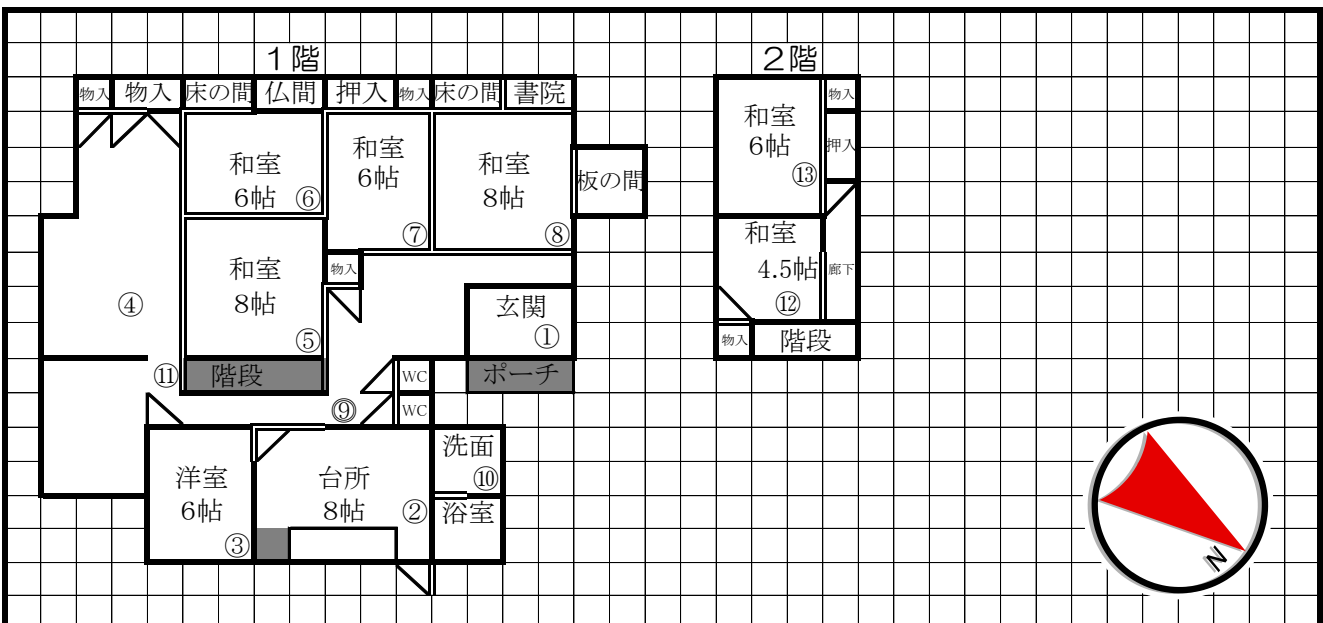 1階
2階
物入
物入
床の間
仏間
押入
物入
床の間
書院
物入
和室
6帖
⑥
和室
6帖
⑦
和室
8帖
⑧
板の間
和室
6帖
⑬
押入
和室
8帖
⑤
物入
④
玄関
①
和室
4.5帖
⑫
廊下
物入
階段
⑪
階段
WC
ポーチ
⑨
WC
洋室
6帖
③
台所
8帖
②
洗面
⑩
浴室
N